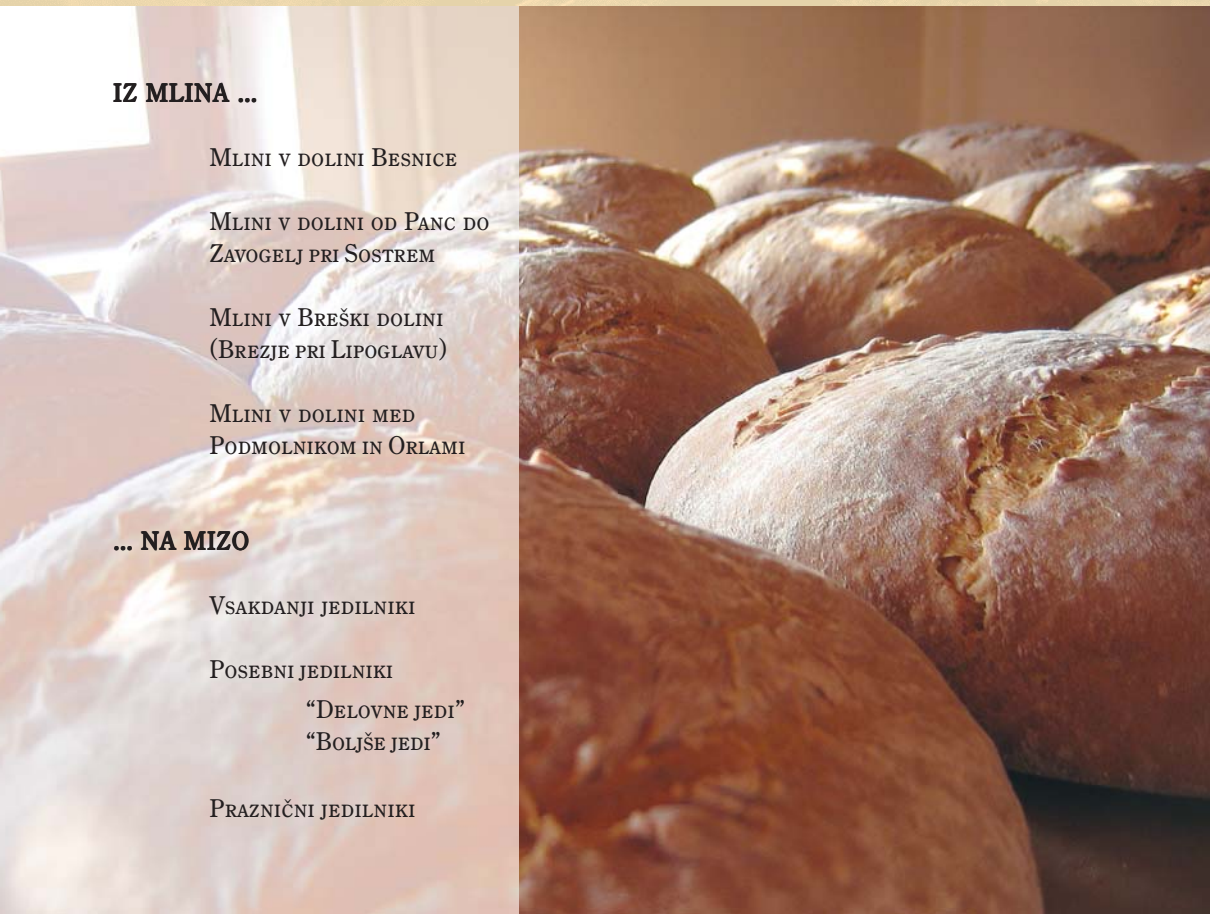 IZ MLINA ...
Mlini v dolini Besnice
Mlini v dolini od Panc do
Zavogelj pri Sostrem
Mlini v Breški dolini
(Brezje pri Lipoglavu)
Mlini v dolini med
Podmolnikom in Orlami
... NA MIZO
Vsakdanji jedilniki
Posebni jedilniki
“Delovne jedi”
“Boljše jedi”
Praznični jedilniki